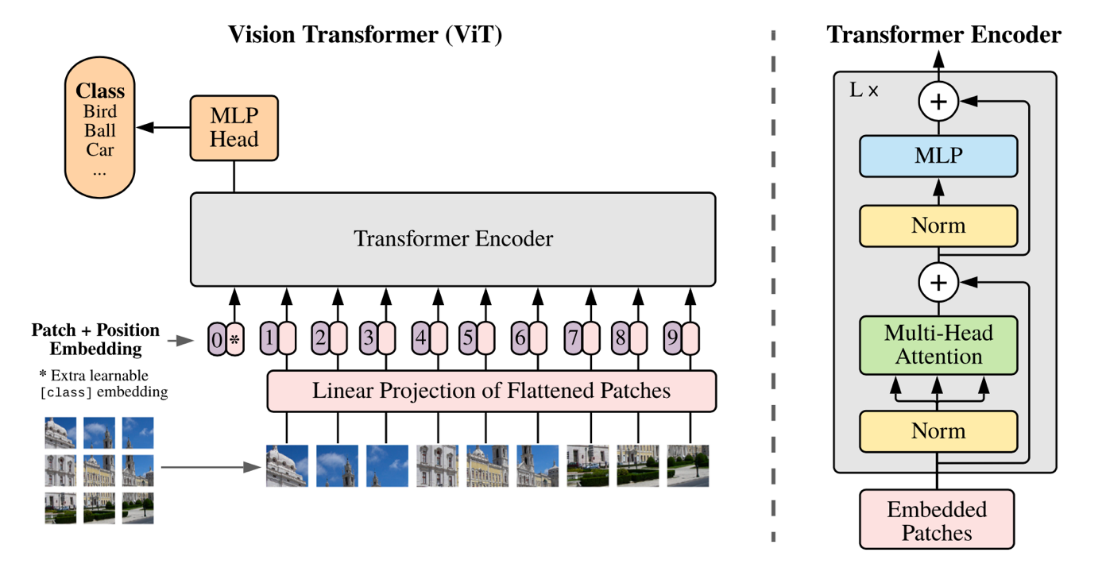 Vision Transformer (ViT)
Class
Bird
Ball
Car
...
MLP
Head
Transformer Encoder
0 * 1 2 3 4 5 6 7 8 9
Patch + Position
Embedding
* Extra learnable
[class] embedding
Linear Projection of Flattened Patches
Transformer Encoder
L x
+
MLP
Norm
+
Multi-Head
Attention
Norm
Embedded
Patches